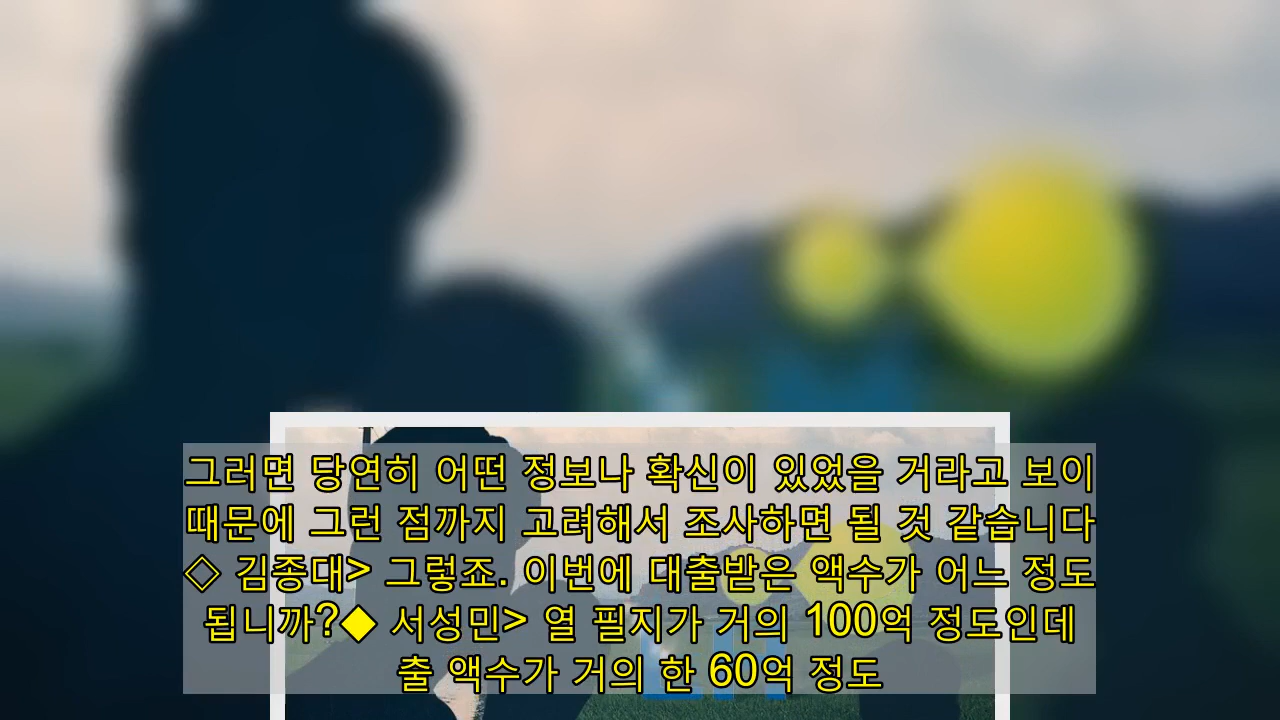 그러면 당연히 어떤 정보나 확신이 있었을 거라고 보이
때문에 그런 점까지 고려해서 조사하면 될 것 같습니다
◇ 김종대> 그렇죠. 이번에 대출받은 액수가 어느 정도
됩니까?◆ 서성민> 열 필지가 거의 100억 정도인데
출 액수가 거의 한 60억 정도